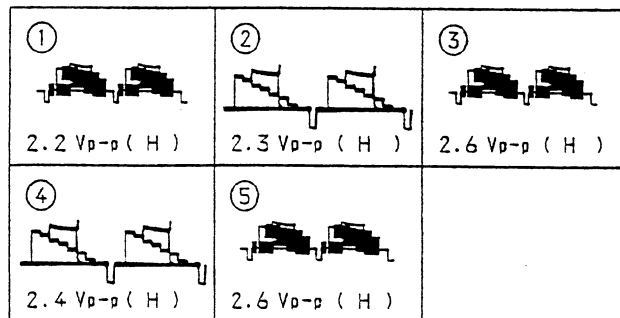 ① ② ③
2.2 Vp-p ( H ) 2.3 Vp-p ( H ) 2.6 Vp-p ( H )
④ ⑤
2.4 Vp-p ( H ) 2.6 Vp-p ( H )